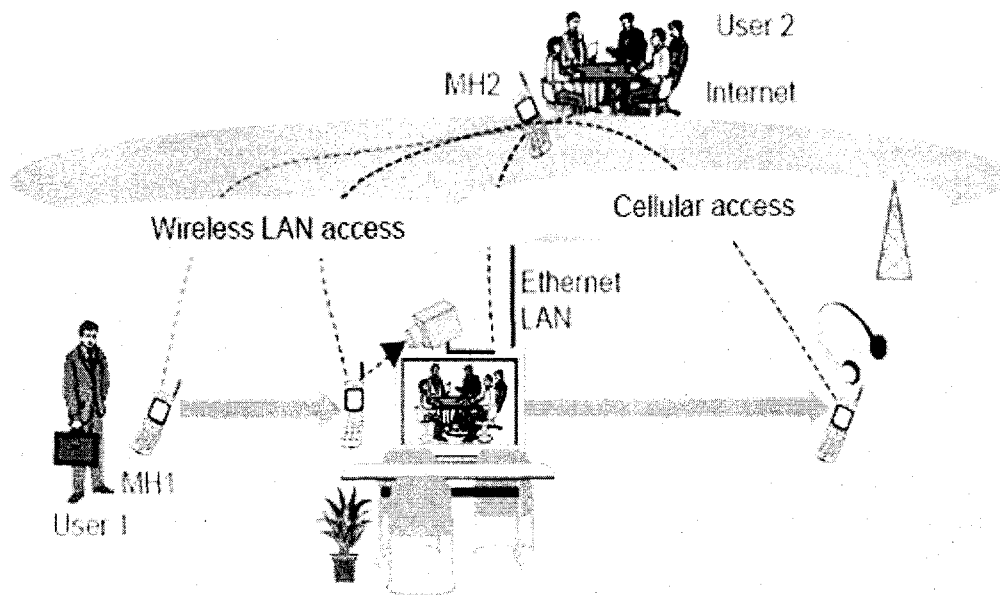 User 2
MH2
Internet
Wireless LAN access
Cellular access
Ethernet
LAN
MH1
User 1